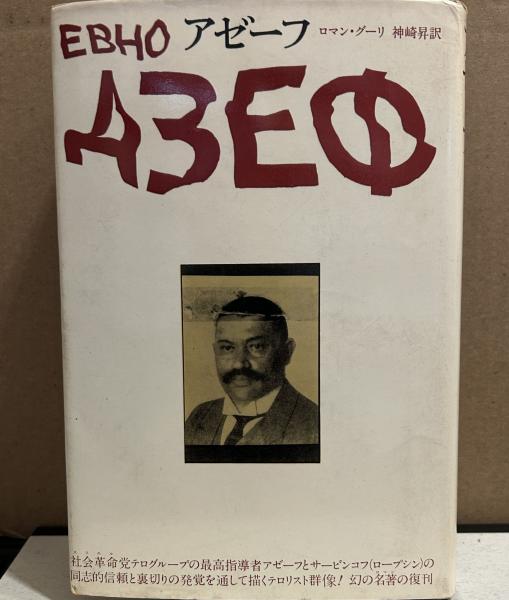 ЕВНО アゼーフ ロマン・グーリ 神崎昇訳
АЗЕФ
社会革命党テログループの最高指導者アゼーフとサービンコフ(ロープシン)の
同志的信頼と裏切りの発覚を通して描くテロリスト群像! 幻の名著の復刊